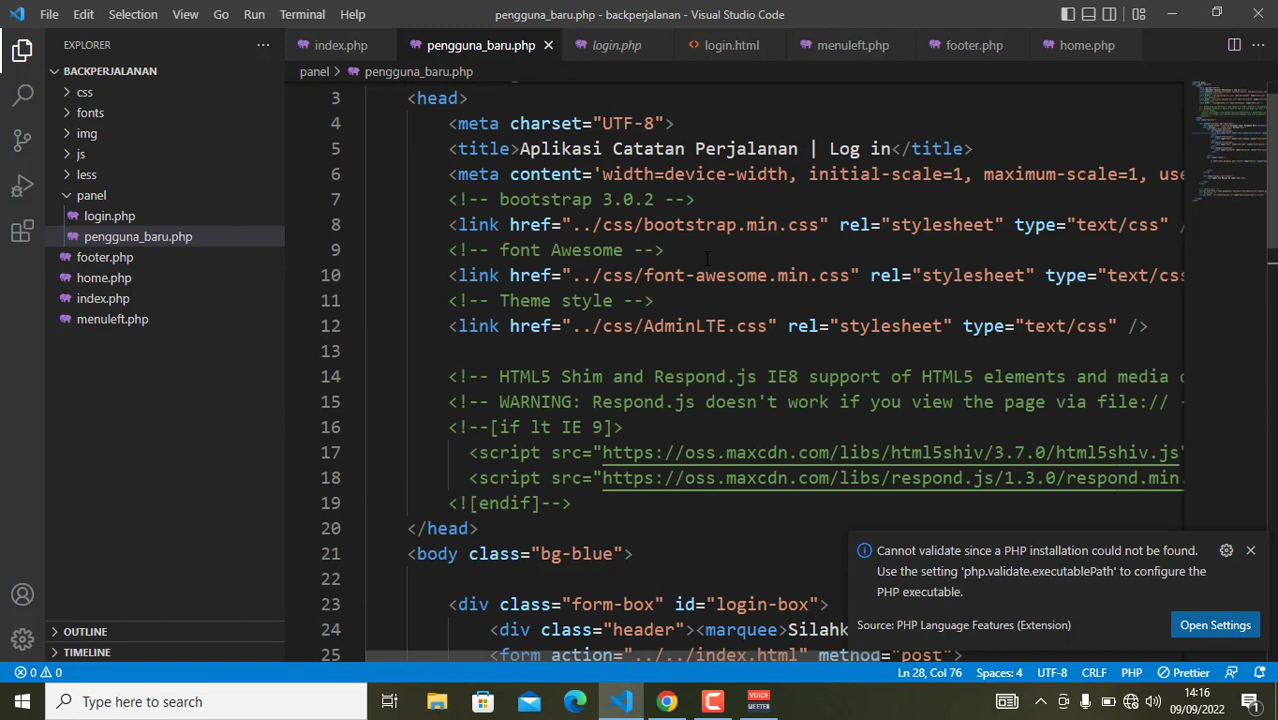 File Edit Selection View Go Run Terminal Help
pengguna_baru.php - backperjalanan - Visual Studio Code
EXPLORER
index.php
pengguna_baru.php
login.php
login.html
menuleft.php
footer.php
home.php
BACKPERJALANAN
panel > pengguna_baru.php
css
fonts
img
js
less
panel
login.php
pengguna_baru.php
footer.php
home.php
index.php
menuleft.php
OUTLINE
TIMELINE
3 <head>
4 <meta charset="UTF-8">
5 <title>Aplikasi Catatan Perjalanan | Log in</title>
6 <meta content='width=device-width, initial-scale=1, maximum-scale=1, use
7 <!-- bootstrap 3.0.2 -->
8 <link href="../css/bootstrap.min.css" rel="stylesheet" type="text/css" /
9 <!-- font Awesome -->
10 <link href="../css/font-awesome.min.css" rel="stylesheet" type="text/css
11 <!-- Theme style -->
12 <link href="../css/AdminLTE.css" rel="stylesheet" type="text/css" />
13
14 <!-- HTML5 Shim and Respond.js IE8 support of HTML5 elements and media
15 <!-- WARNING: Respond.js doesn't work if you view the page via file://
16 <!--[if lt IE 9]>
17 <script src="https://oss.maxcdn.com/libs/html5shiv/3.7.0/html5shiv.js"
18 <script src="https://oss.maxcdn.com/libs/respond.js/1.3.0/respond.min.
19 <![endif]-->
20 </head>
21 <body class="bg-blue">
22
23 <div class="form-box" id="login-box">
24 <div class="header"><marquee>Silahk
25 <form action="../../index.html" method="post">
Cannot validate since a PHP installation could not be found.
Use the setting 'php.validate.executablePath' to configure the
PHP executable.
Source: PHP Language Features (Extension)
Open Settings
0 0
Ln 28, Col 76 Spaces: 4 UTF-8 CRLF PHP Prettier
Type here to search
VOICE
MEETER
14:16
09/09/2022
1